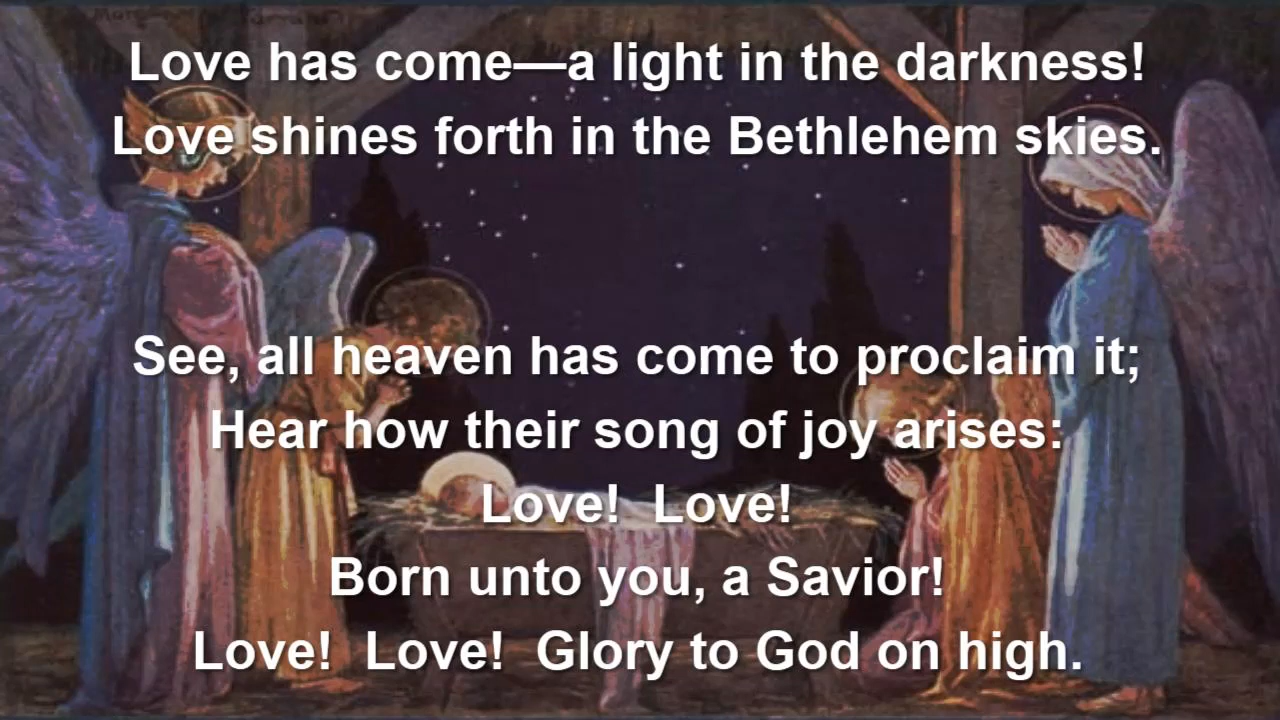 Love has come—a light in the darkness!
Love shines forth in the Bethlehem skies.
See, all heaven has come to proclaim it;
Hear how their song of joy arises:
Love!  Love!
Born unto you, a Savior!
Love!  Love!  Glory to God on high.